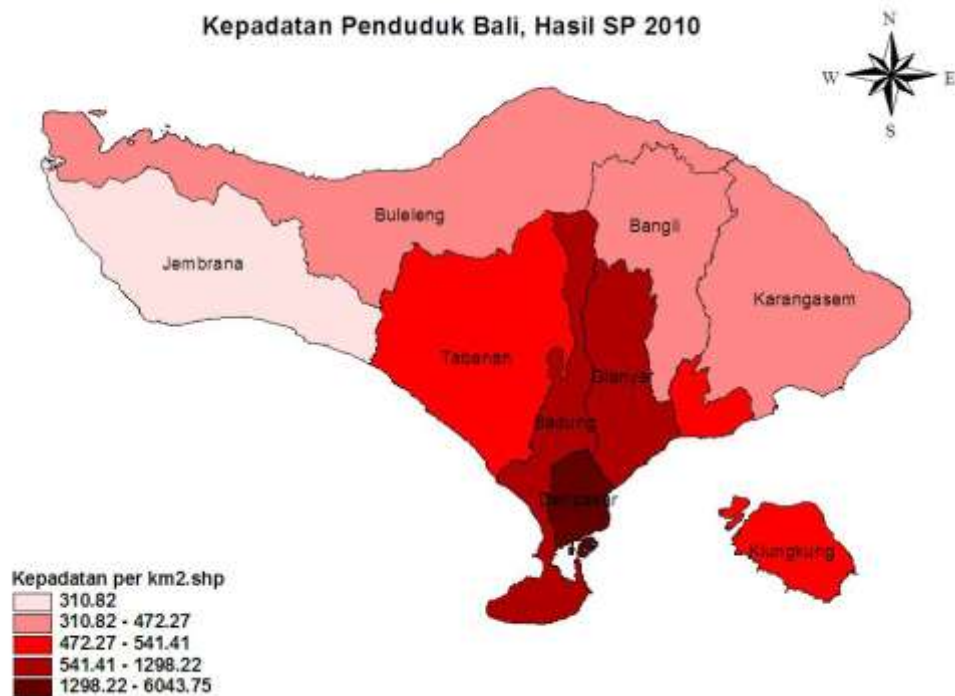 Kepadatan Penduduk Bali, Hasil SP 2010
N
W E
S
Buleleng
Bangli
Jembrana
Karangasem
Tabanan
Gianyar
Badung
Denpasar
Klungkung
Kepadatan per km2.shp
310.82
310.82 - 472.27
472.27 - 541.41
541.41 - 1298.22
1298.22 - 6043.75